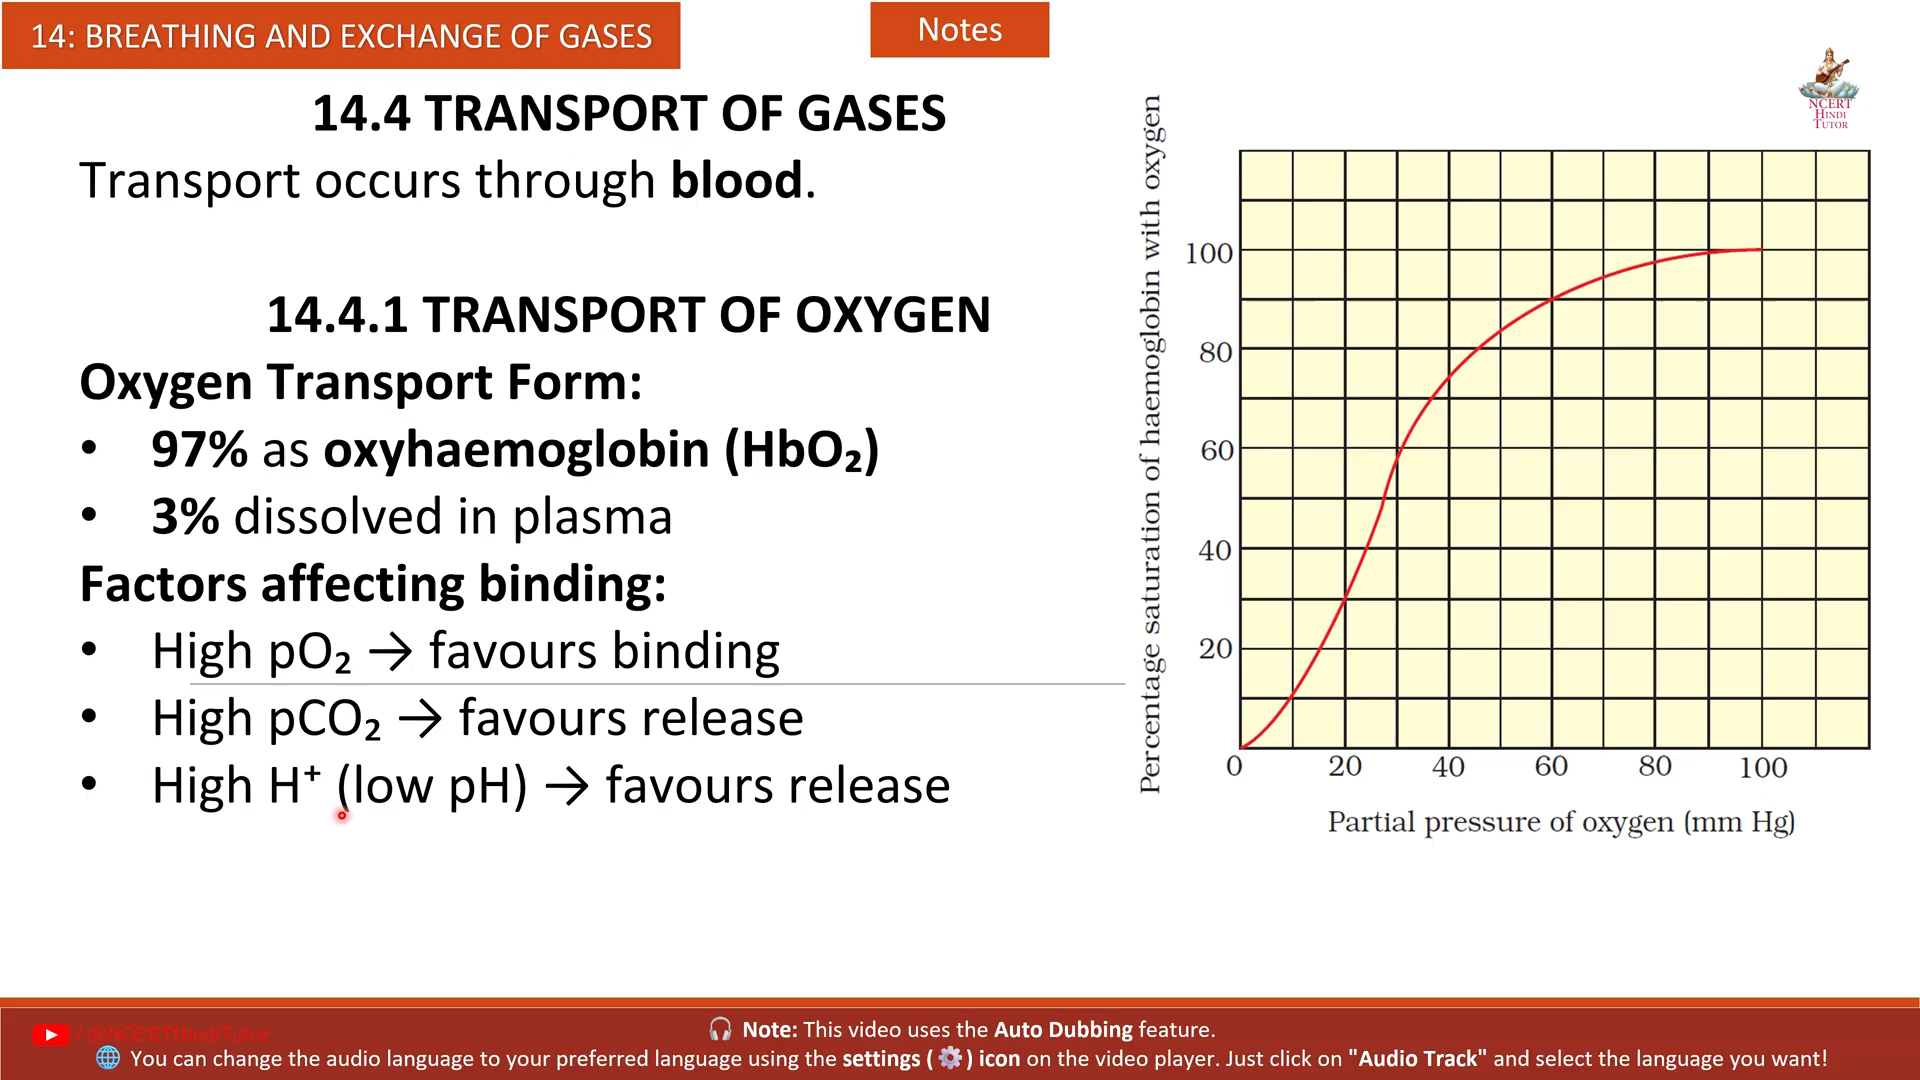 14: BREATHING AND EXCHANGE OF GASES
Notes
NCERT
HINDI
TUTOR
14.4 TRANSPORT OF GASES
Transport occurs through blood.
14.4.1 TRANSPORT OF OXYGEN
Oxygen Transport Form:
• 97% as oxyhaemoglobin (HbO₂)
• 3% dissolved in plasma
Factors affecting binding:
• High pO₂ → favours binding
• High pCO₂ → favours release
• High H⁺ (low pH) → favours release
Percentage saturation of haemoglobin with oxygen
100
80
60
40
20
0 20 40 60 80 100
Partial pressure of oxygen (mm Hg)
/ @NCERTHindiTutor
🎧 Note: This video uses the Auto Dubbing feature.
🌐 You can change the audio language to your preferred language using the settings ( ⚙️ ) icon on the video player. Just click on "Audio Track" and select the language you want!